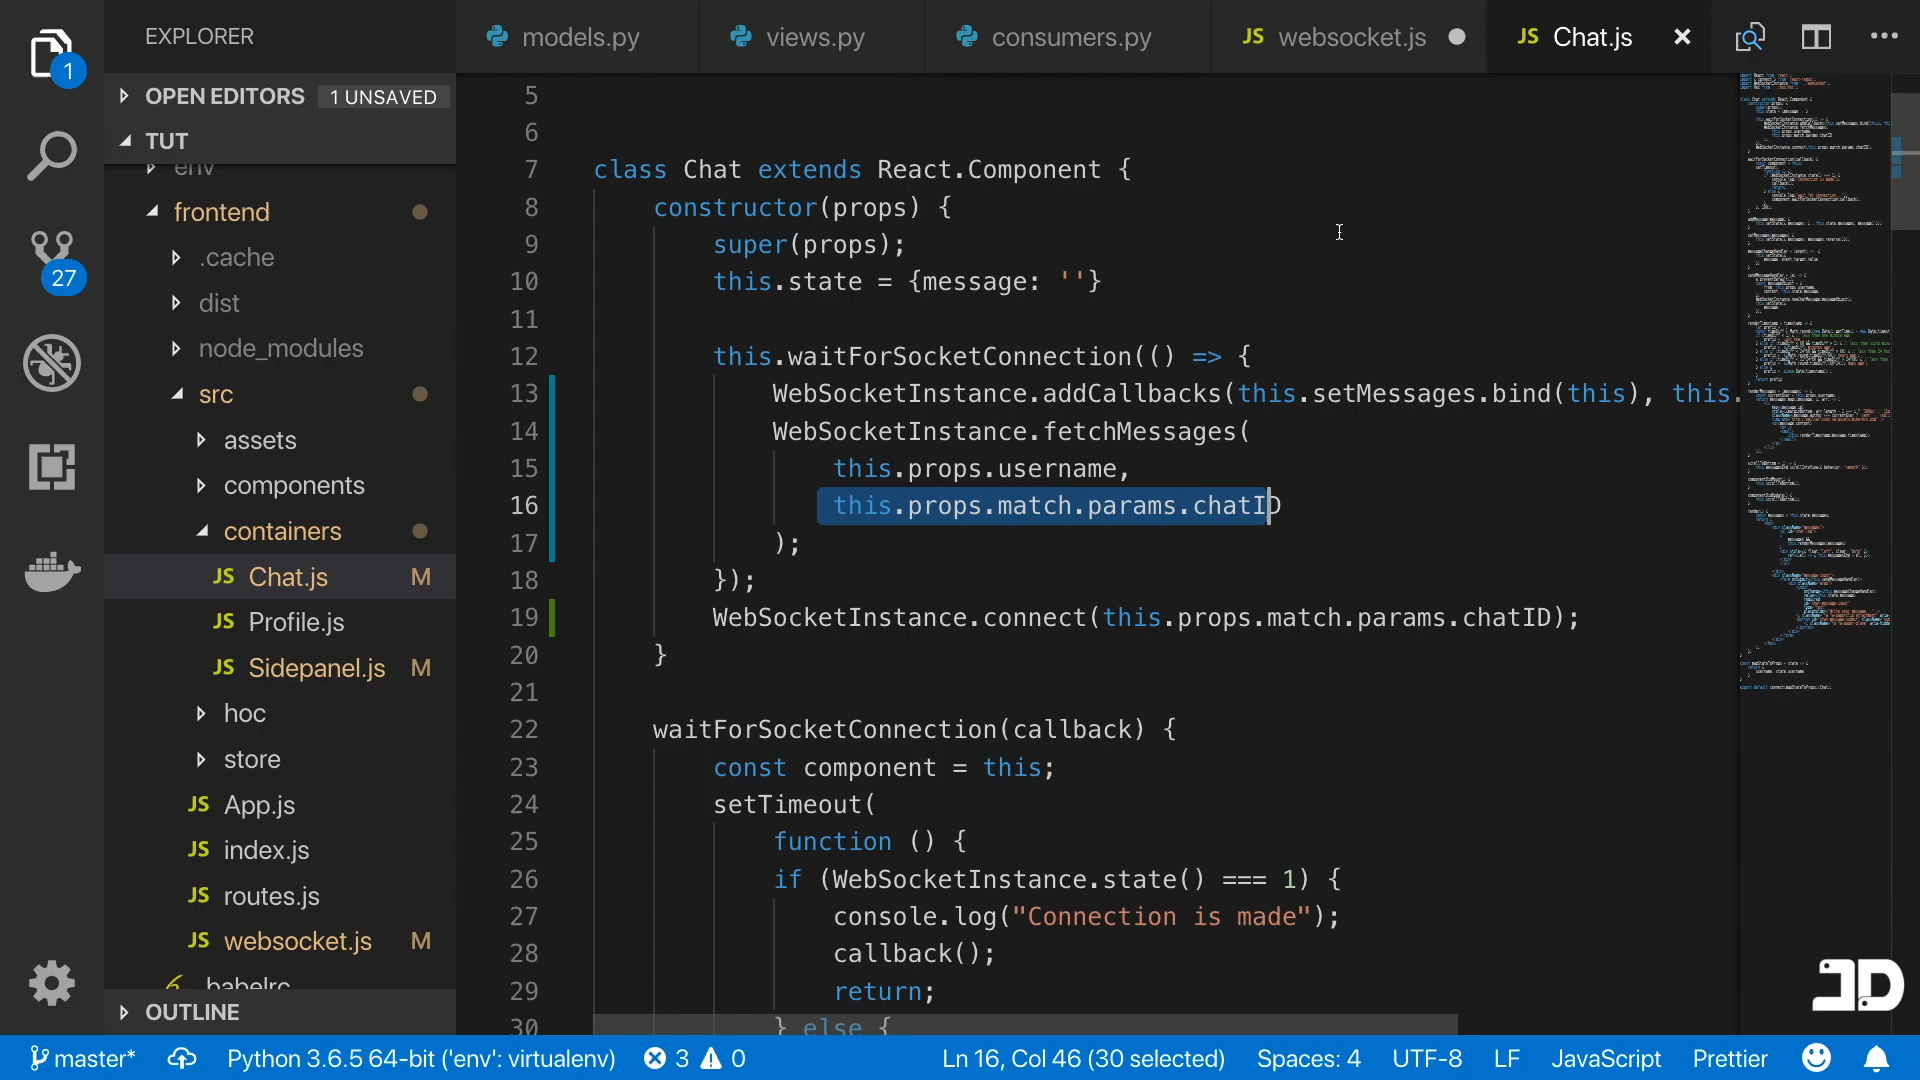 EXPLORER
models.py
views.py
consumers.py
JS websocket.js
JS Chat.js
1
OPEN EDITORS 1 UNSAVED
TUT
env
frontend
.cache
dist
node_modules
src
assets
components
containers
JS Chat.js M
JS Profile.js
JS Sidepanel.js M
hoc
store
JS App.js
JS index.js
JS routes.js
JS websocket.js M
babelrc
OUTLINE
27
5
6
7 class Chat extends React.Component {
8 constructor(props) {
9 super(props);
10 this.state = {message: ''}
11
12 this.waitForSocketConnection(() => {
13 WebSocketInstance.addCallbacks(this.setMessages.bind(this), this.
14 WebSocketInstance.fetchMessages(
15 this.props.username,
16 this.props.match.params.chatID
17 );
18 });
19 WebSocketInstance.connect(this.props.match.params.chatID);
20 }
21
22 waitForSocketConnection(callback) {
23 const component = this;
24 setTimeout(
25 function () {
26 if (WebSocketInstance.state() === 1) {
27 console.log("Connection is made");
28 callback();
29 return;
30 } else {
JD
master* Python 3.6.5 64-bit ('env': virtualenv) 3 0 Ln 16, Col 46 (30 selected) Spaces: 4 UTF-8 LF JavaScript Prettier